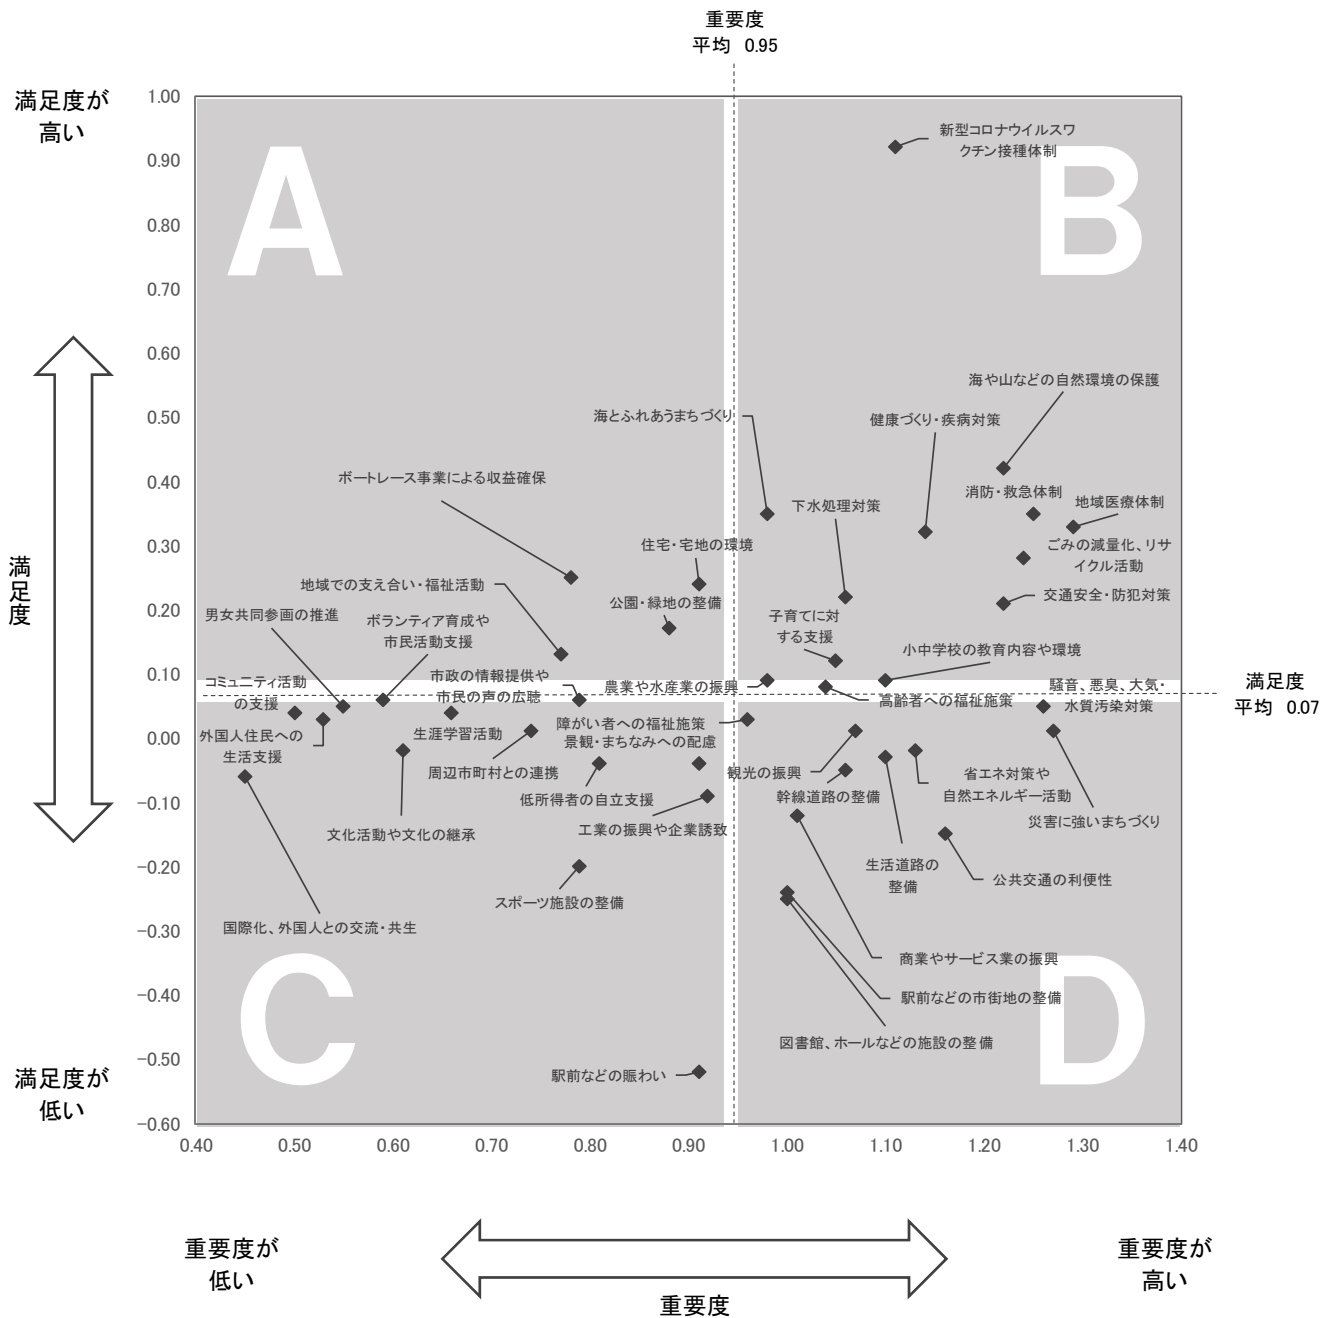 重要度
平均 0.95
満足度が
高い
1.00
0.90
0.80
0.70
0.60
0.50
0.40
0.30
0.20
0.10
0.00
−0.10
−0.20
−0.30
−0.40
−0.50
−0.60
A
B
新型コロナウイルスワ
クチン接種体制
海や山などの自然環境の保護
海とふれあうまちづくり
健康づくり・疾病対策
ボートレース事業による収益確保
消防・救急体制
地域医療体制
下水処理対策
住宅・宅地の環境
ごみの減量化、リサ
イクル活動
地域での支え合い・福祉活動
公園・緑地の整備
交通安全・防犯対策
男女共同参画の推進
ボランティア育成や
市民活動支援
子育てに対
する支援
小中学校の教育内容や環境
コミュニティ活動
の支援
市政の情報提供や
市民の声の広聴
農業や水産業の振興
高齢者への福祉施策
騒音、悪臭、大気・
水質汚染対策
満足度
平均 0.07
外国人住民への
生活支援
生涯学習活動
障がい者への福祉施策
景観・まちなみへの配慮
周辺市町村との連携
観光の振興
省エネ対策や
自然エネルギー活動
低所得者の自立支援
幹線道路の整備
文化活動や文化の継承
工業の振興や企業誘致
災害に強いまちづくり
生活道路の
整備
公共交通の利便性
スポーツ施設の整備
国際化、外国人との交流・共生
商業やサービス業の振興
駅前などの市街地の整備
図書館、ホールなどの施設の整備
駅前などの賑わい
C
D
満足度
満足度が
低い
0.40
0.50
0.60
0.70
0.80
0.90
1.00
1.10
1.20
1.30
1.40
重要度が
低い
重要度
重要度が
高い